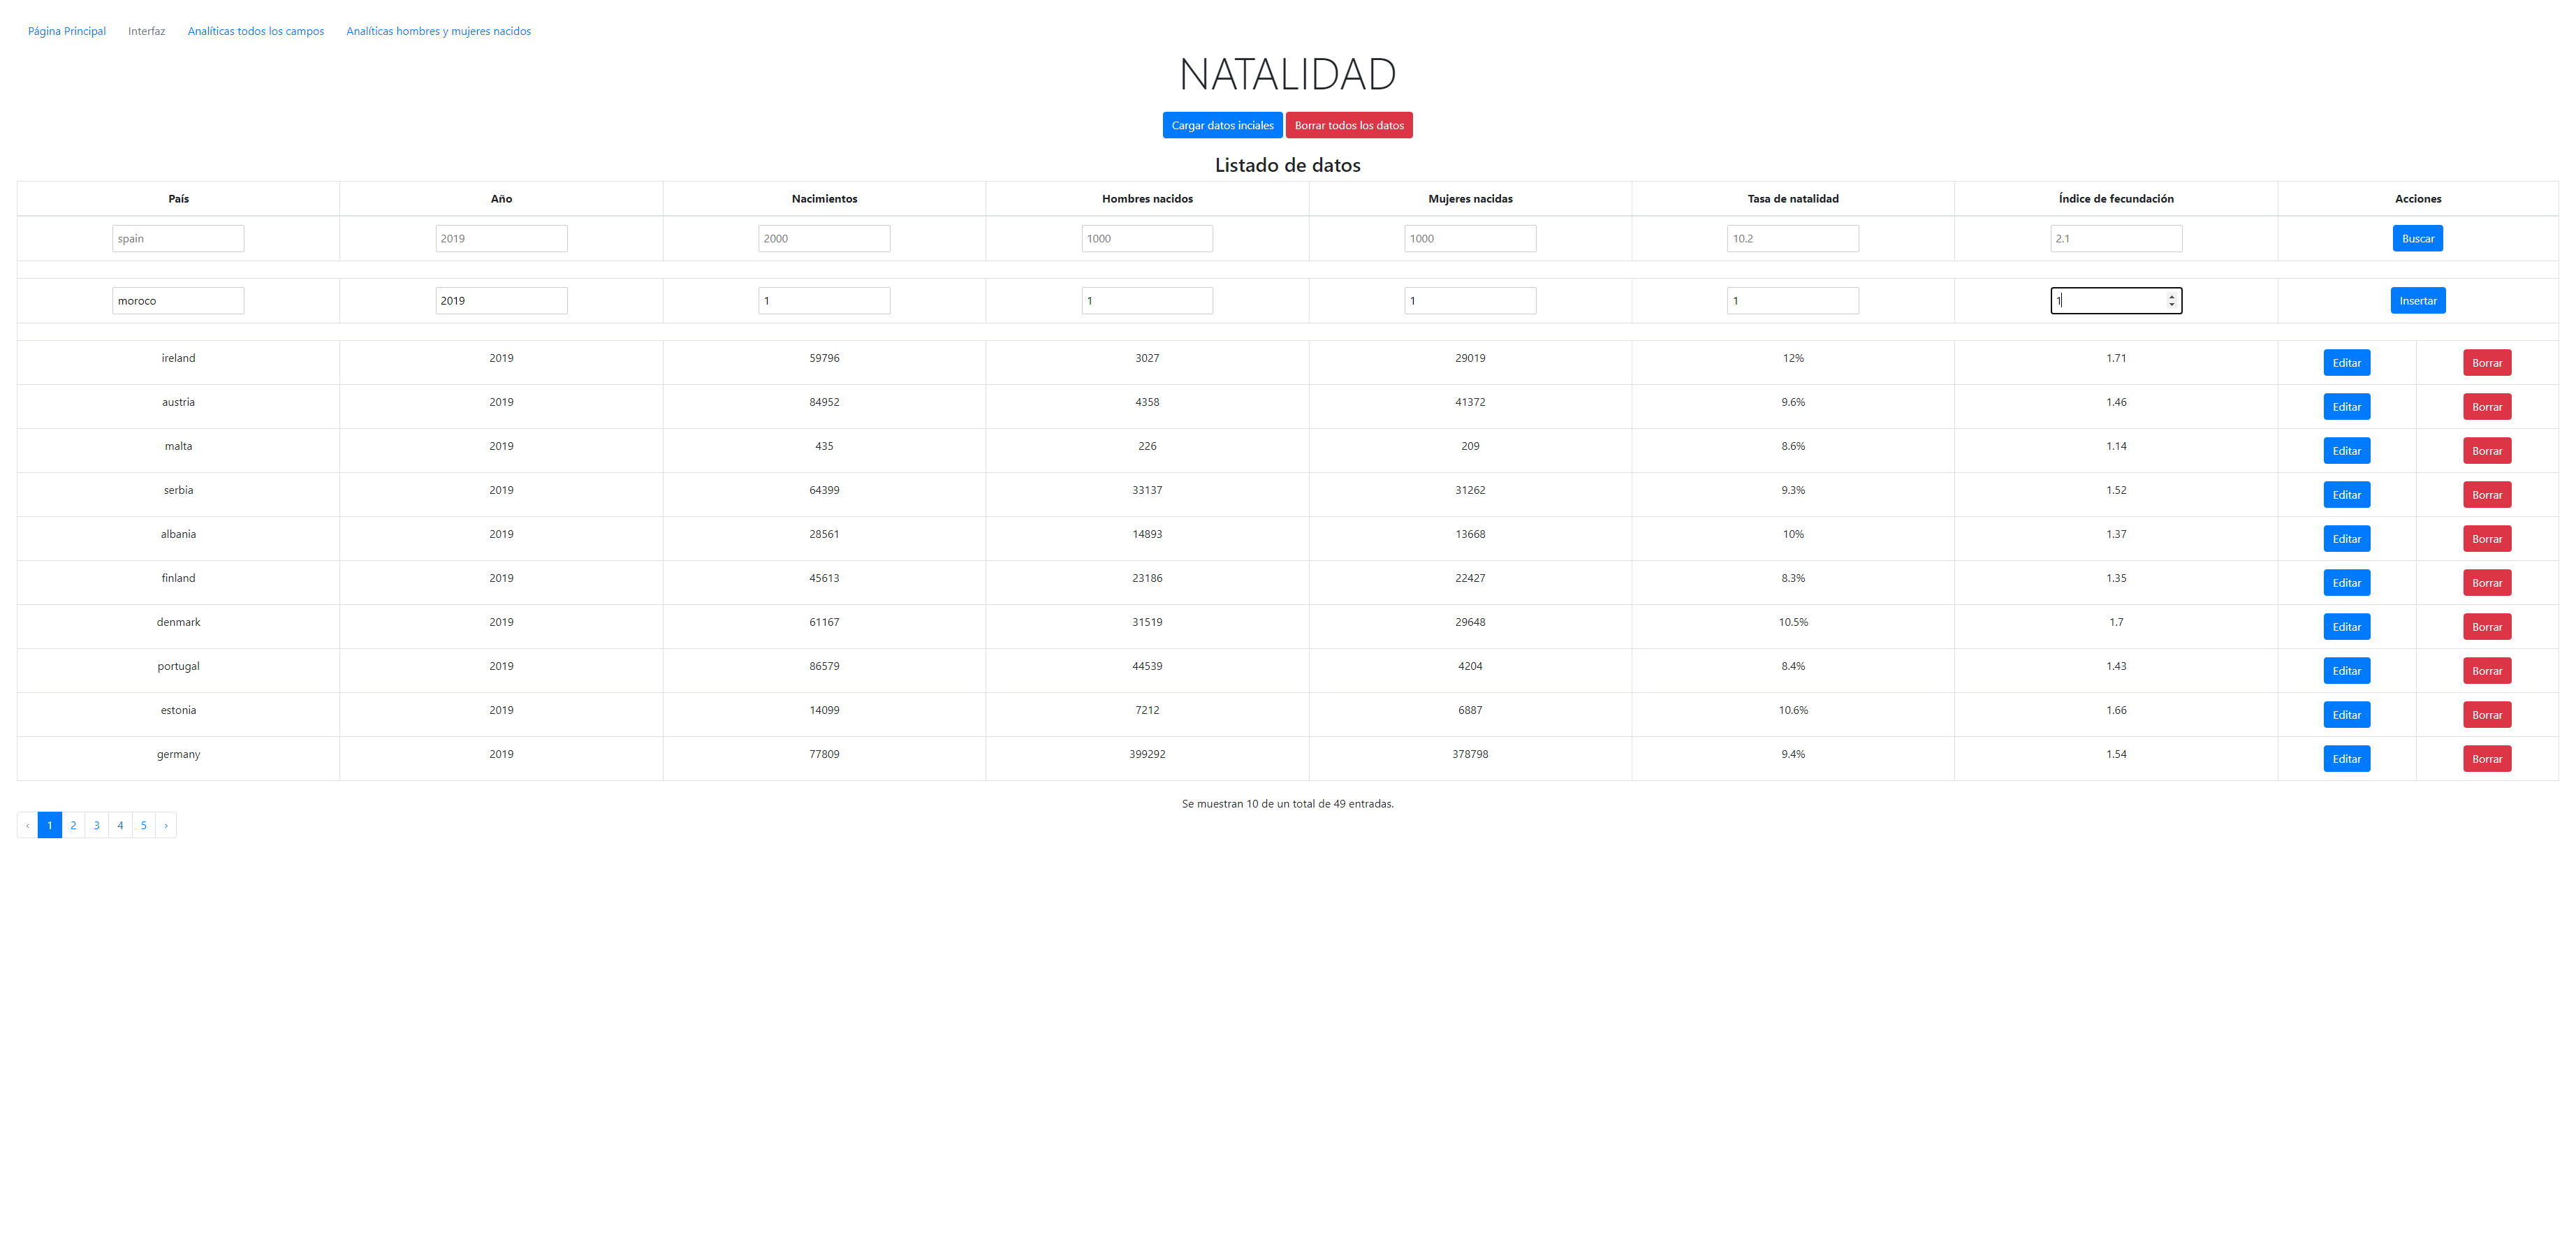 Página Principal Interfaz Analíticas todos los campos Analíticas hombres y mujeres nacidos
NATALIDAD
Cargar datos inciales Borrar todos los datos
Listado de datos
País Año Nacimientos Hombres nacidos Mujeres nacidas Tasa de natalidad Índice de fecundación Acciones
spain 2019 2000 1000 1000 10.2 2.1 Buscar
moroco 2019 1 1 1 1 1 Insertar
ireland 2019 59796 3027 29019 12% 1.71 Editar Borrar
austria 2019 84952 4358 41372 9.6% 1.46 Editar Borrar
malta 2019 435 226 209 8.6% 1.14 Editar Borrar
serbia 2019 64399 33137 31262 9.3% 1.52 Editar Borrar
albania 2019 28561 14893 13668 10% 1.37 Editar Borrar
finland 2019 45613 23186 22427 8.3% 1.35 Editar Borrar
denmark 2019 61167 31519 29648 10.5% 1.7 Editar Borrar
portugal 2019 86579 44539 4204 8.4% 1.43 Editar Borrar
estonia 2019 14099 7212 6887 10.6% 1.66 Editar Borrar
germany 2019 77809 399292 378798 9.4% 1.54 Editar Borrar
Se muestran 10 de un total de 49 entradas.
‹ 1 2 3 4 5 ›